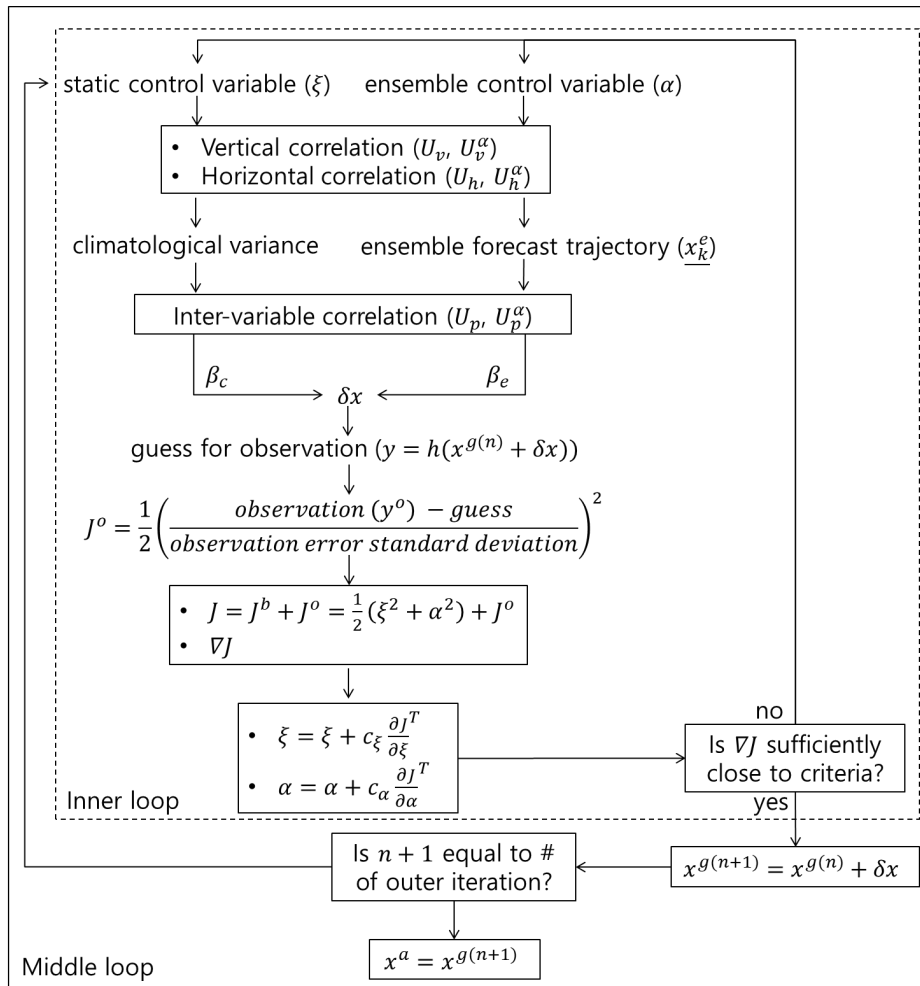 static control variable (ξ) ensemble control variable (α)
• Vertical correlation (U_v, U_v^α)
• Horizontal correlation (U_h, U_h^α)
climatological variance ensemble forecast trajectory (x_k^e)
Inter-variable correlation (U_p, U_p^α)
β_c β_e
δx
guess for observation (y = h(x^{g(n)} + δx))
J^o = 1/2 (observation (y^o) − guess / observation error standard deviation)^2
• J = J^b + J^o = 1/2 (ξ^2 + α^2) + J^o
• ∇J
• ξ = ξ + c_ξ ∂J^T/∂ξ
• α = α + c_α ∂J^T/∂α
no
Is ∇J sufficiently
close to criteria?
yes
Inner loop
Is n + 1 equal to #
of outer iteration?
x^{g(n+1)} = x^{g(n)} + δx
x^a = x^{g(n+1)}
Middle loop